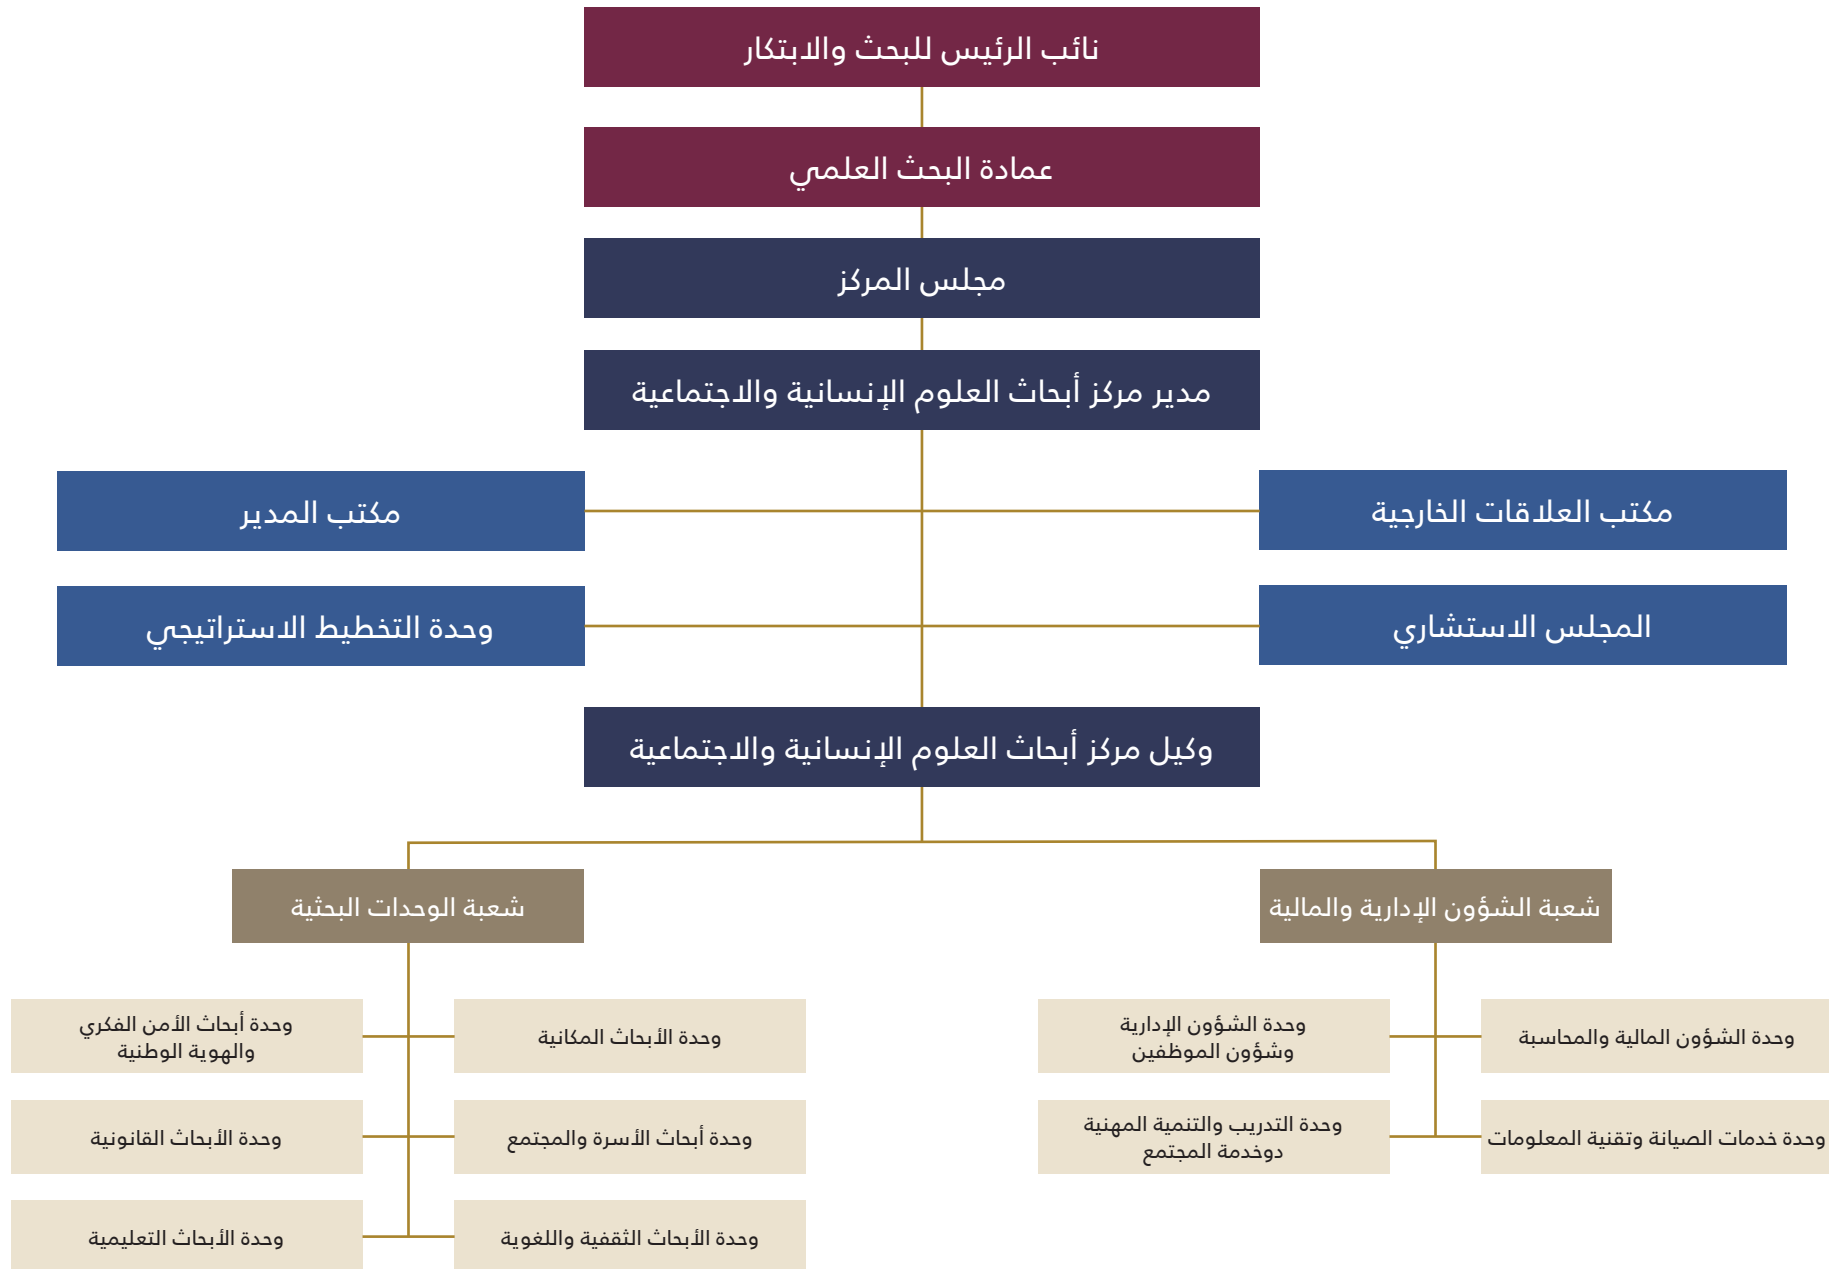 نائب الرئيس للبحث والابتكار
عمادة البحث العلمي
مجلس المركز
مدير مركز أبحاث العلوم الإنسانية والاجتماعية
مكتب العلاقات الخارجية
مكتب المدير
المجلس الاستشاري
وحدة التخطيط الاستراتيجي
وكيل مركز أبحاث العلوم الإنسانية والاجتماعية
شعبة الشؤون الإدارية والمالية
شعبة الوحدات البحثية
وحدة الشؤون المالية والمحاسبة
وحدة الشؤون الإدارية
وشؤون الموظفين
وحدة الأبحاث المكانية
وحدة أبحاث الأمن الفكري
والهوية الوطنية
وحدة خدمات الصيانة وتقنية المعلومات
وحدة التدريب والتنمية المهنية
دوخدمة المجتمع
وحدة أبحاث الأسرة والمجتمع
وحدة الأبحاث القانونية
وحدة الأبحاث الثقفية واللغوية
وحدة الأبحاث التعليمية